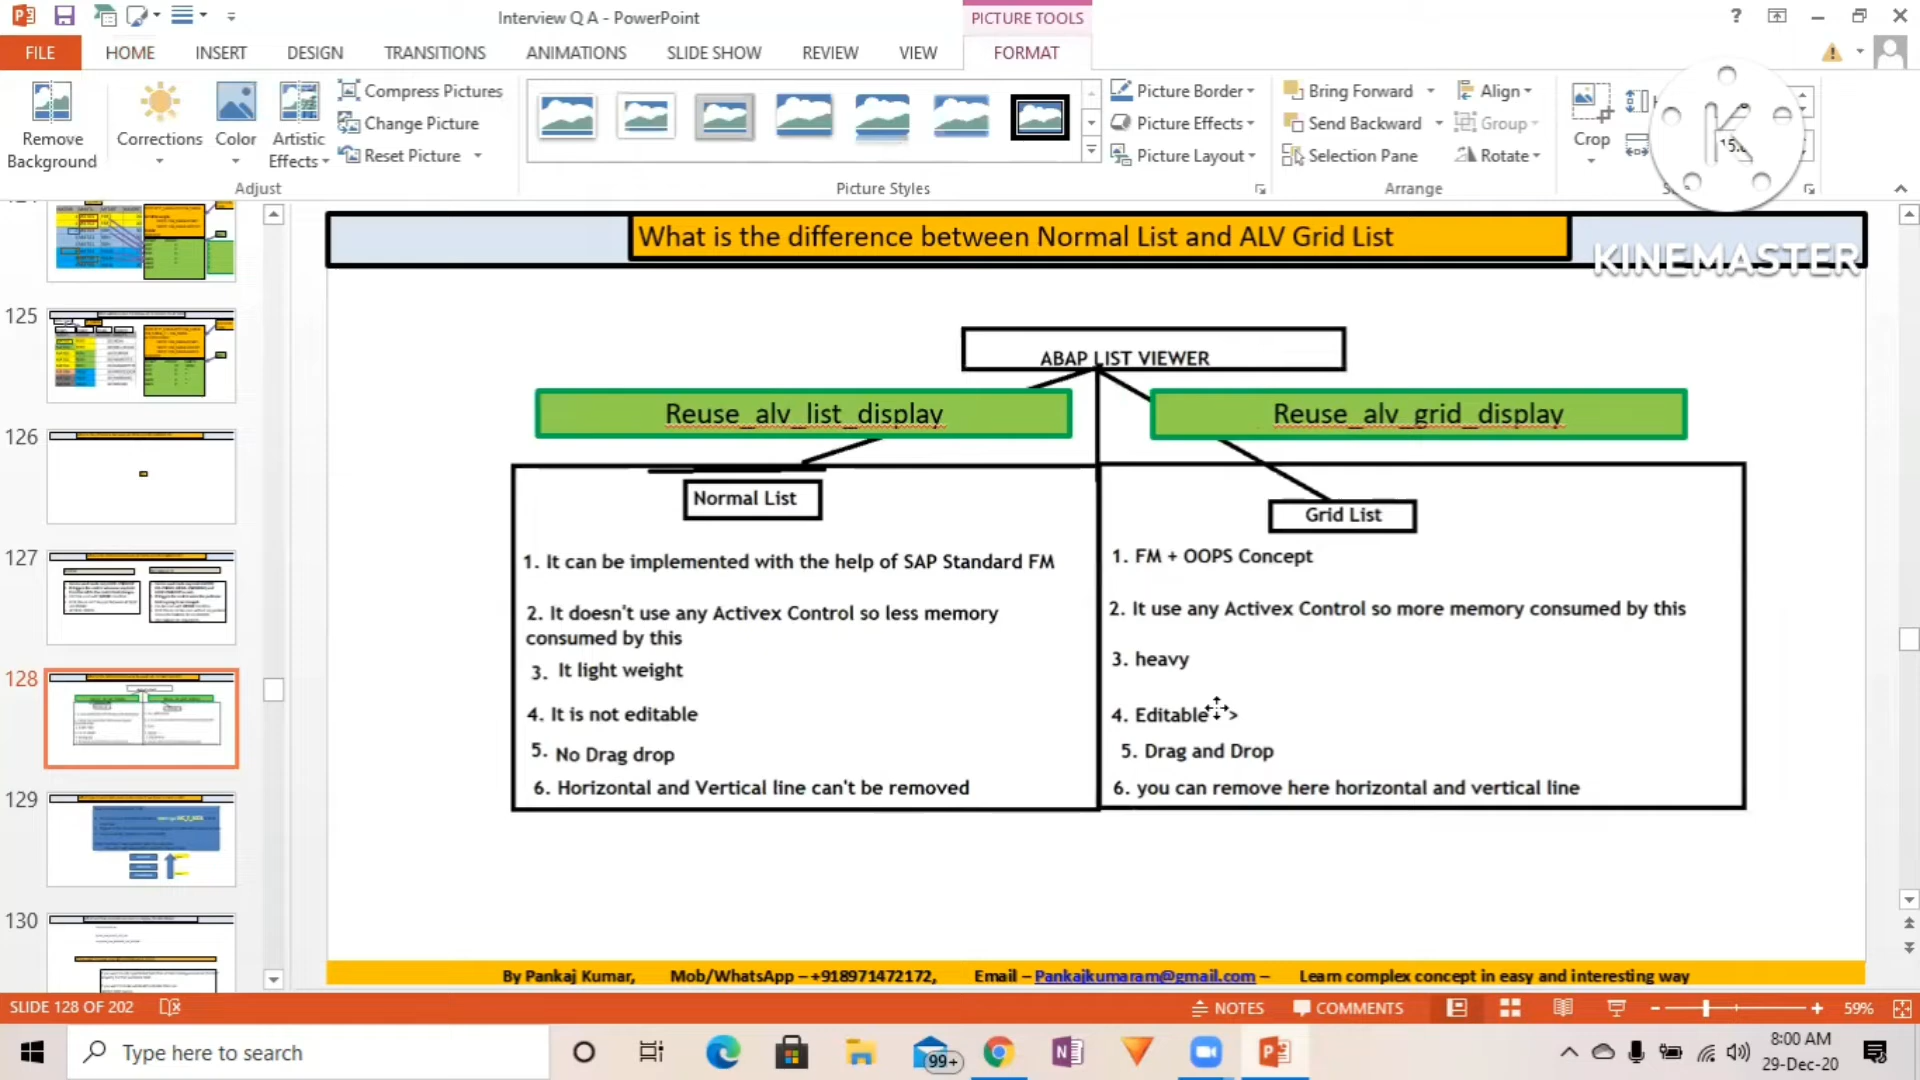 Interview Q A - PowerPoint
PICTURE TOOLS
FILE HOME INSERT DESIGN TRANSITIONS ANIMATIONS SLIDE SHOW REVIEW VIEW FORMAT
Remove Background
Corrections
Color
Artistic Effects
Compress Pictures
Change Picture
Reset Picture
Adjust
Picture Styles
Picture Border
Picture Effects
Picture Layout
Bring Forward
Send Backward
Selection Pane
Align
Group
Rotate
Arrange
Crop
What is the difference between Normal List and ALV Grid List
KINEMASTER
ABAP LIST VIEWER
Reuse_alv_list_display
Reuse_alv_grid_display
Normal List
1. It can be implemented with the help of SAP Standard FM
2. It doesn't use any Activex Control so less memory
consumed by this
3. It light weight
4. It is not editable
5. No Drag drop
6. Horizontal and Vertical line can't be removed
Grid List
1. FM + OOPS Concept
2. It use any Activex Control so more memory consumed by this
3. heavy
4. Editable >
5. Drag and Drop
6. you can remove here horizontal and vertical line
By Pankaj Kumar, Mob/WhatsApp – +918971472172, Email – Pankajkumaram@gmail.com – Learn complex concept in easy and interesting way
125
126
127
128
129
130
SLIDE 128 OF 202
NOTES
COMMENTS
59%
Type here to search
99+
8:00 AM
29-Dec-20